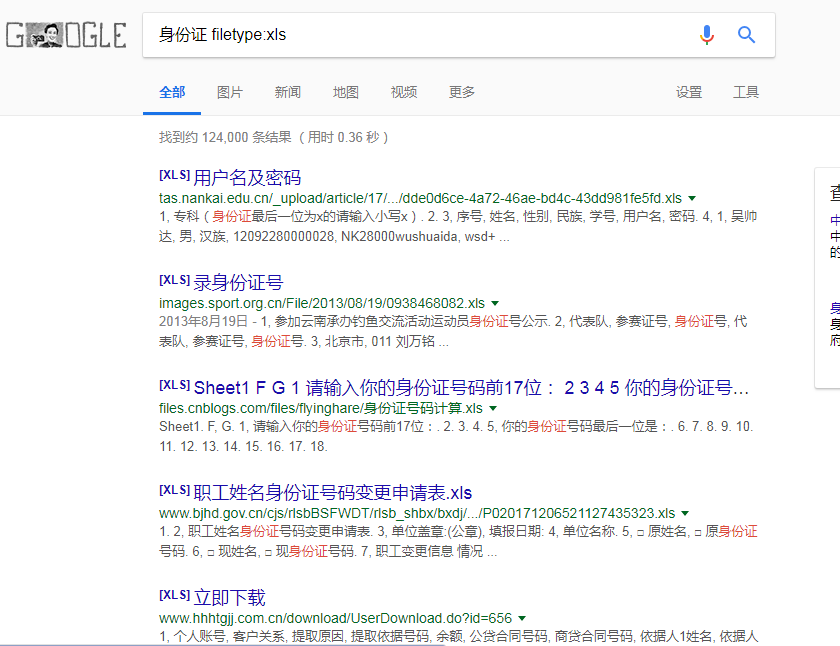 GOOGLE
身份证 filetype:xls
全部 图片 新闻 地图 视频 更多 设置 工具
找到约 124,000 条结果 （用时 0.36 秒）
[XLS] 用户名及密码
tas.nankai.edu.cn/_upload/article/17/.../dde0d6ce-4a72-46ae-bd4c-43dd981fe5fd.xls
1, 专科（身份证最后一位为x的请输入小写x）. 2. 3, 序号, 姓名, 性别, 民族, 学号, 用户名, 密码. 4, 1, 吴帅
达, 男, 汉族, 12092280000028, NK28000wushuaida, wsd+ ...
[XLS] 录身份证号
images.sport.org.cn/File/2013/08/19/0938468082.xls
2013年8月19日 - 1, 参加云南承办钓鱼交流活动运动员身份证号公示. 2, 代表队, 参赛证号, 身份证号, 代
表队, 参赛证号, 身份证号. 3, 北京市, 011 刘万铭 ...
[XLS] Sheet1 F G 1 请输入你的身份证号码前17位： 2 3 4 5 你的身份证号...
files.cnblogs.com/files/flyinghare/身份证号码计算.xls
Sheet1. F, G. 1, 请输入你的身份证号码前17位：. 2. 3. 4. 5, 你的身份证号码最后一位是：. 6. 7. 8. 9. 10.
11. 12. 13. 14. 15. 16. 17. 18.
[XLS] 职工姓名身份证号码变更申请表.xls
www.bjhd.gov.cn/cjs/rlsbBSFWDT/rlsb_shbx/bxdj/.../P020171206521127435323.xls
1. 2, 职工姓名身份证号码变更申请表. 3, 单位盖章:(公章), 填报日期: 4, 单位名称. 5, □ 原姓名, □ 原身份证
号码. 6, □ 现姓名, □ 现身份证号码. 7, 职工变更信息 情况 ...
[XLS] 立即下载
www.hhhtgjj.com.cn/download/UserDownload.do?id=656
1, 个人账号, 客户关系, 提取原因, 提取依据号码, 余额, 公贷合同号码, 商贷合同号码, 依据人1姓名, 依据人